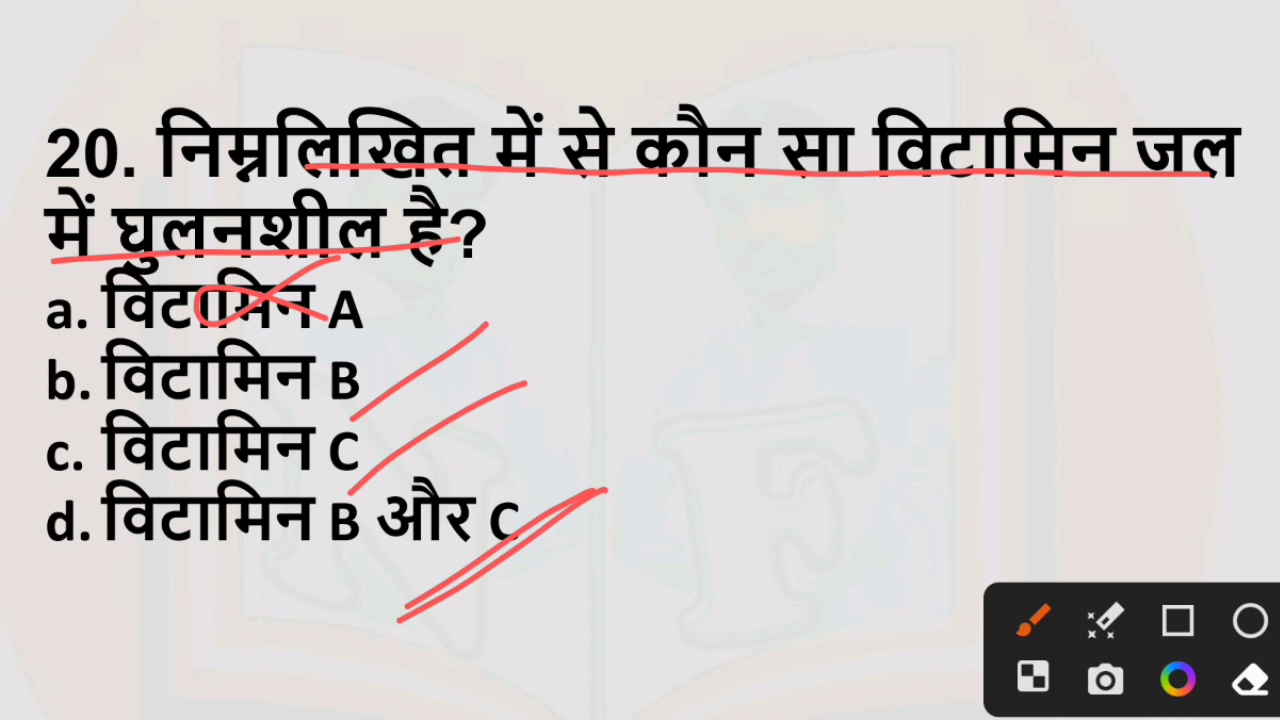 20. निम्नलिखित में से कौन सा विटामिन जल
में घुलनशील है?
a. विटामिन A
b. विटामिन B
c. विटामिन C
d. विटामिन B और C